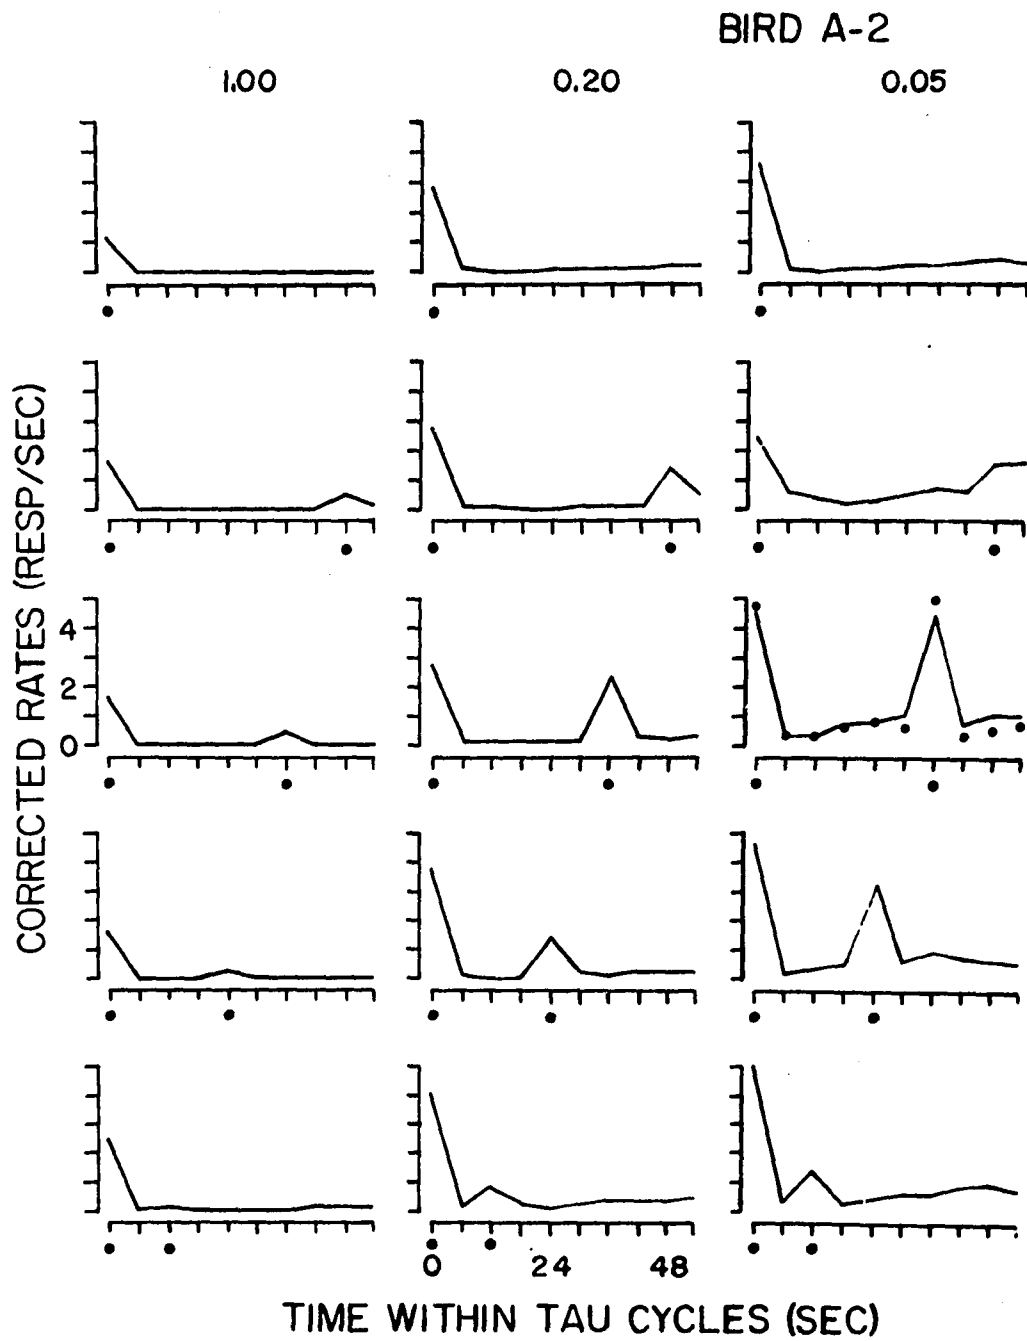 BIRD A-2
1.00 0.20 0.05
CORRECTED RATES (RESP/SEC)
4
2
0
0 24 48
TIME WITHIN TAU CYCLES (SEC)